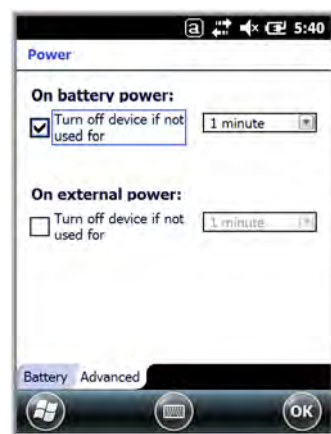 a 5:40
Power
On battery power:
Turn off device if not
used for
1 minute
On external power:
Turn off device if not
used for
1 minute
Battery Advanced
OK